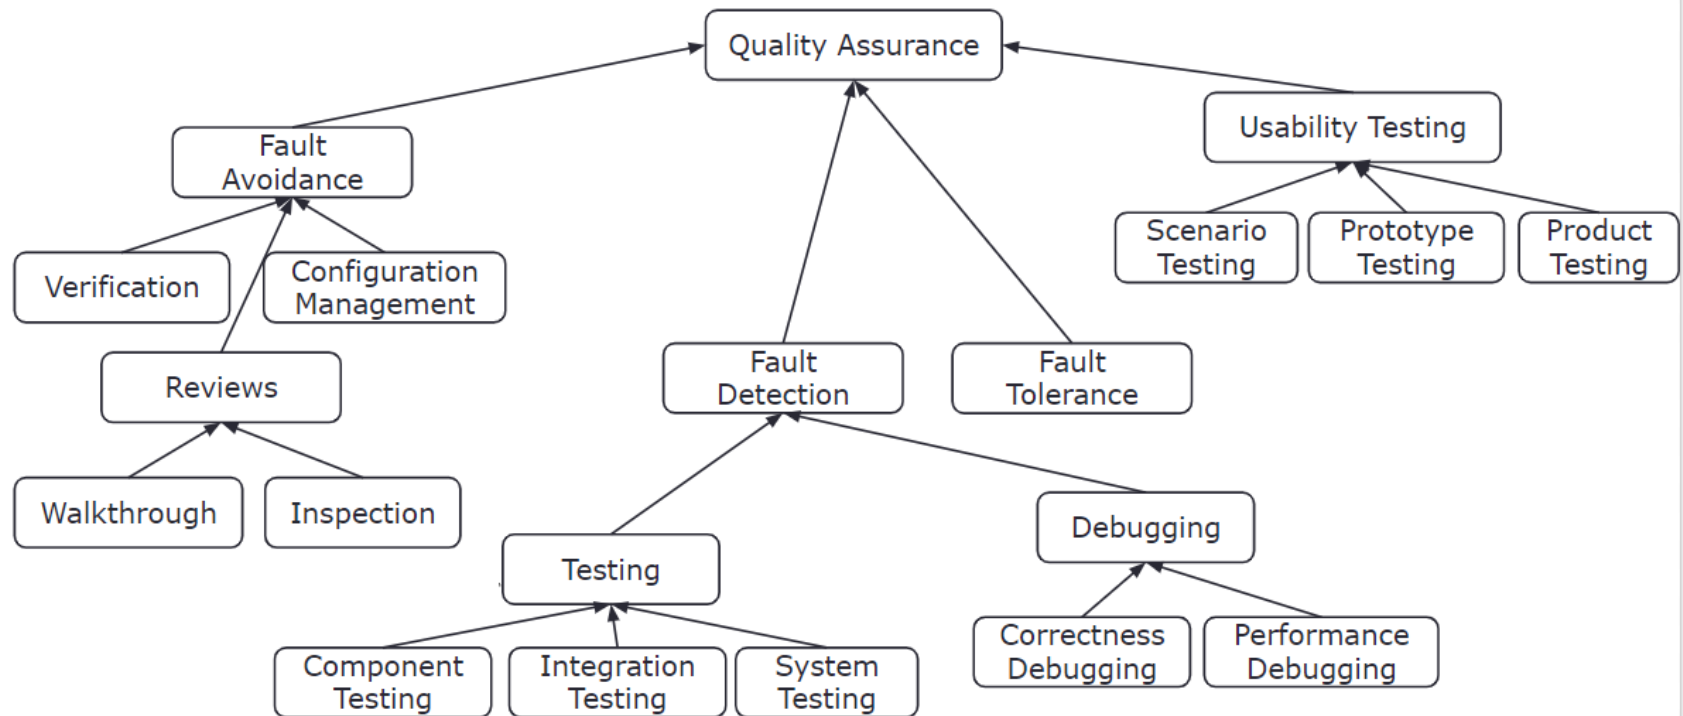 Quality Assurance
Usability Testing
Fault
Avoidance
Scenario
Testing
Prototype
Testing
Product
Testing
Verification
Configuration
Management
Reviews
Fault
Detection
Fault
Tolerance
Walkthrough
Inspection
Testing
Debugging
Component
Testing
Integration
Testing
System
Testing
Correctness
Debugging
Performance
Debugging